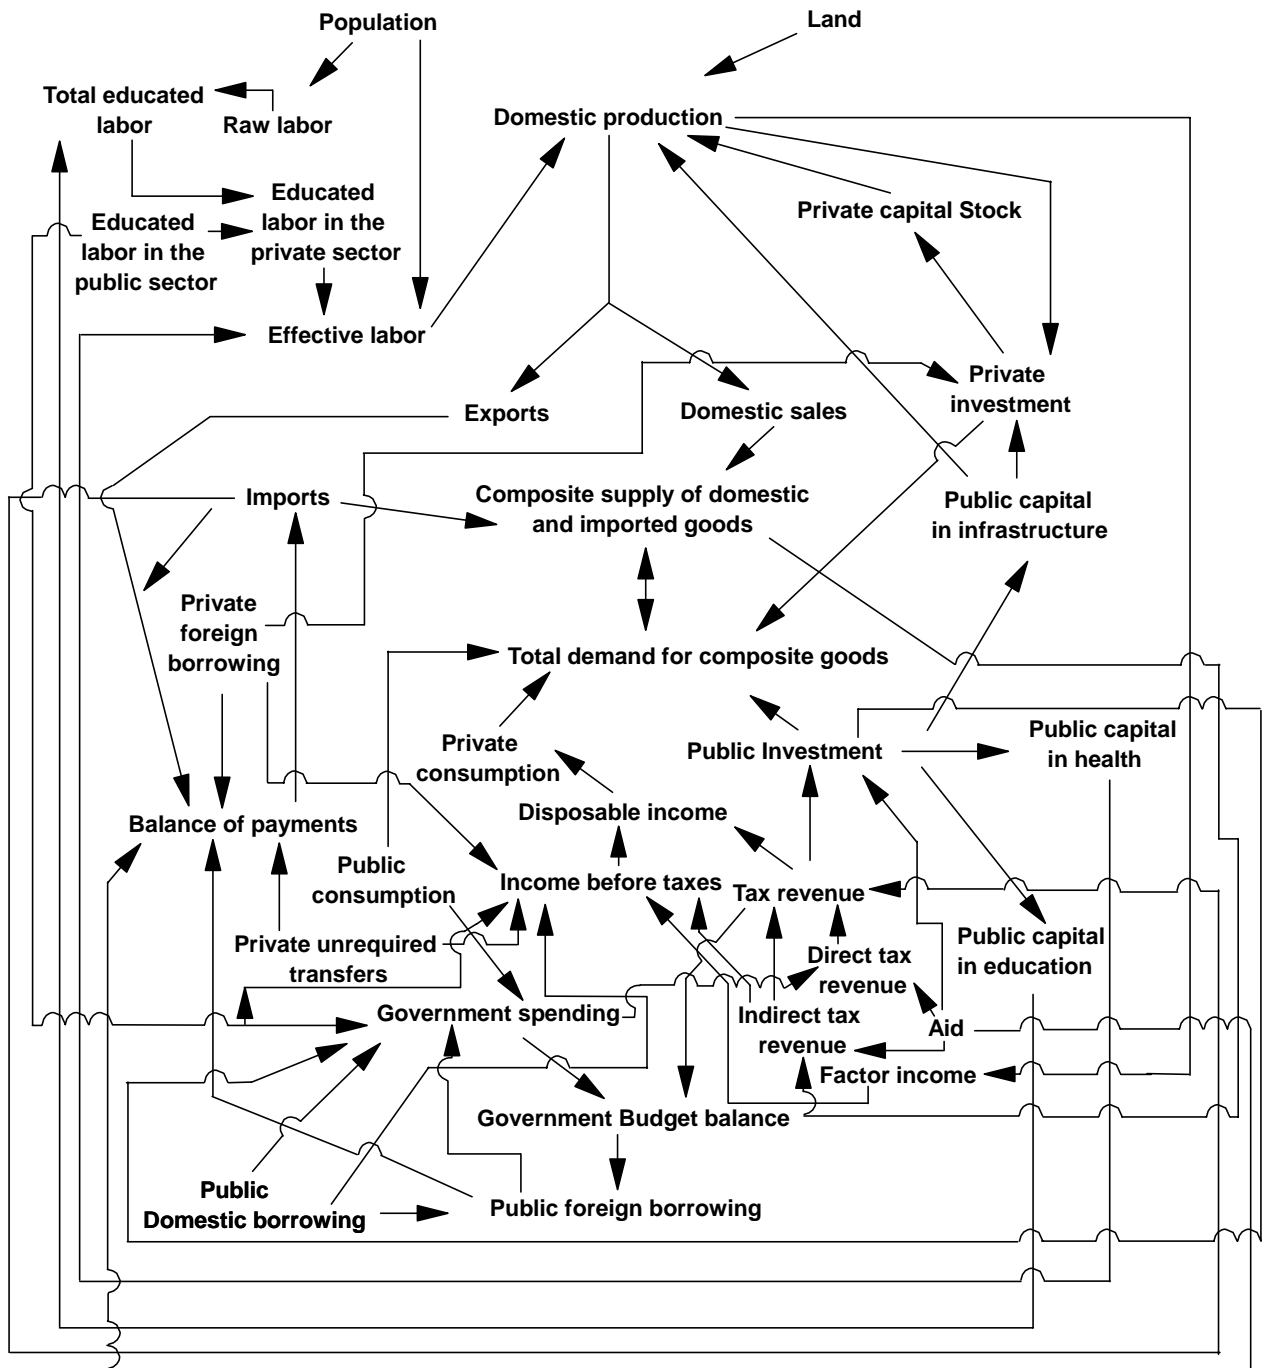 Population
Land
Total educated
labor
Raw labor
Domestic production
Educated
labor in the
private sector
Educated
labor in the
public sector
Private capital Stock
Effective labor
Private
investment
Exports
Domestic sales
Imports
Composite supply of domestic
and imported goods
Public capital
in infrastructure
Private
foreign
borrowing
Total demand for composite goods
Private
consumption
Public Investment
Public capital
in health
Disposable income
Balance of payments
Public
consumption
Income before taxes
Tax revenue
Private unrequired
transfers
Direct tax
revenue
Public capital
in education
Government spending
Indirect tax
revenue
Aid
Factor income
Government Budget balance
Public
Domestic borrowing
Public foreign borrowing